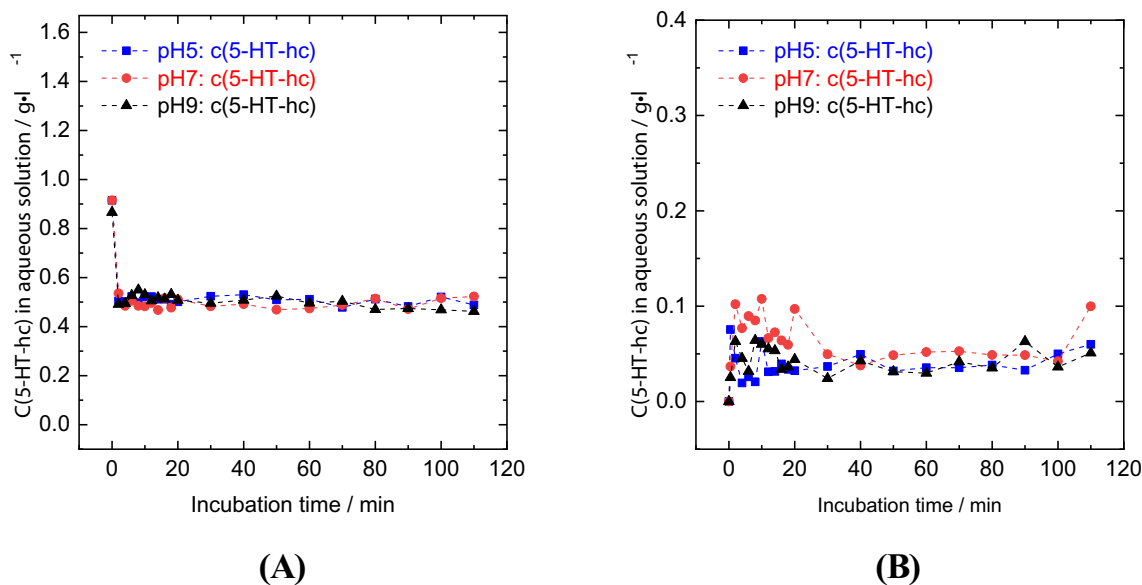 1.6
1.4
1.2
1.0
0.8
0.6
0.4
0.2
0.0
C(5-HT-hc) in aqueous solution / g•l⁻¹
pH5: c(5-HT-hc)
pH7: c(5-HT-hc)
pH9: c(5-HT-hc)
0 20 40 60 80 100 120
Incubation time / min
(A)
0.4
0.3
0.2
0.1
0.0
C(5-HT-hc) in aqueous solution / g•l⁻¹
pH5: c(5-HT-hc)
pH7: c(5-HT-hc)
pH9: c(5-HT-hc)
0 20 40 60 80 100 120
Incubation time / min
(B)